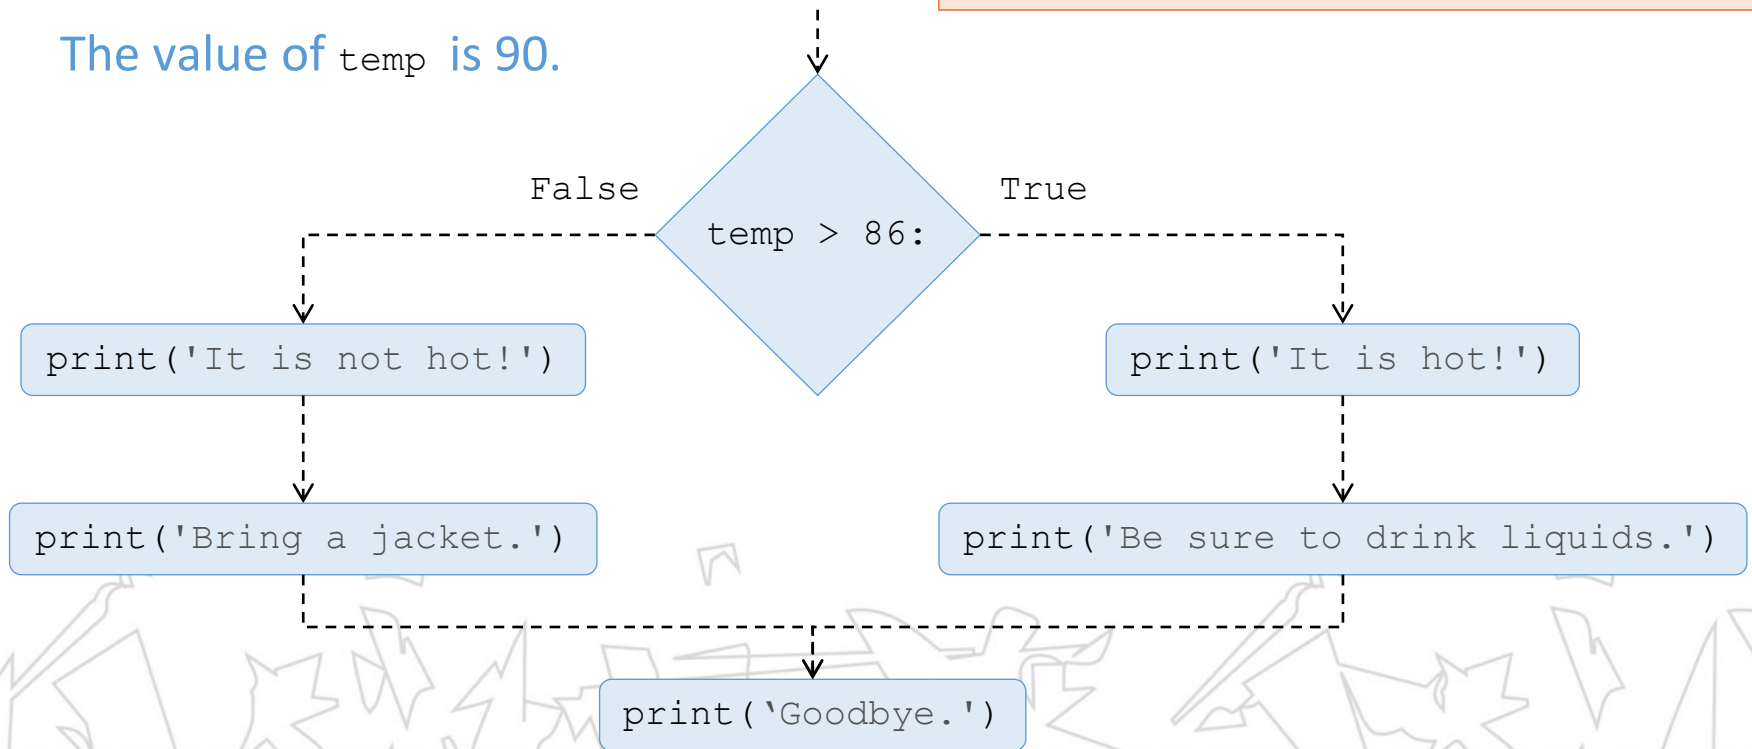 The value of temp is 90.
False
True
temp > 86:
print('It is not hot!')
print('It is hot!')
print('Bring a jacket.')
print('Be sure to drink liquids.')
print(‛Goodbye.')